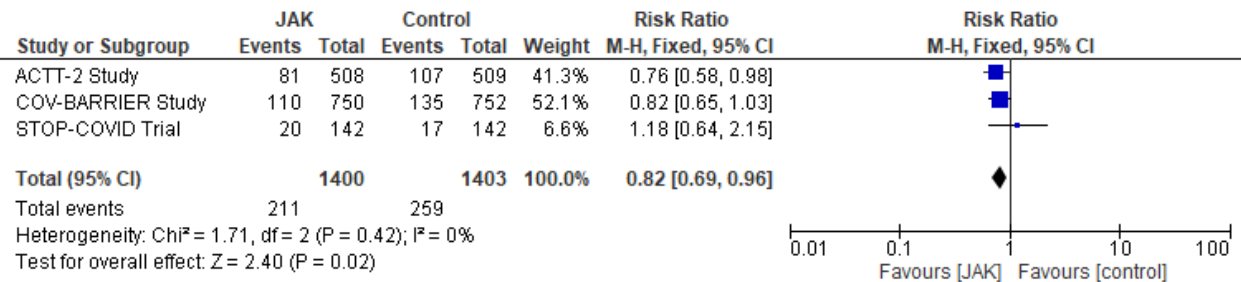 JAK Control Risk Ratio Risk Ratio
Study or Subgroup Events Total Events Total Weight M-H, Fixed, 95% CI M-H, Fixed, 95% CI
ACTT-2 Study 81 508 107 509 41.3% 0.76 [0.58, 0.98]
COV-BARRIER Study 110 750 135 752 52.1% 0.82 [0.65, 1.03]
STOP-COVID Trial 20 142 17 142 6.6% 1.18 [0.64, 2.15]
Total (95% CI) 1400 1403 100.0% 0.82 [0.69, 0.96]
Total events 211 259
Heterogeneity: Chi² = 1.71, df = 2 (P = 0.42); I² = 0%
Test for overall effect: Z = 2.40 (P = 0.02)
0.01 0.1 1 10 100
Favours [JAK] Favours [control]